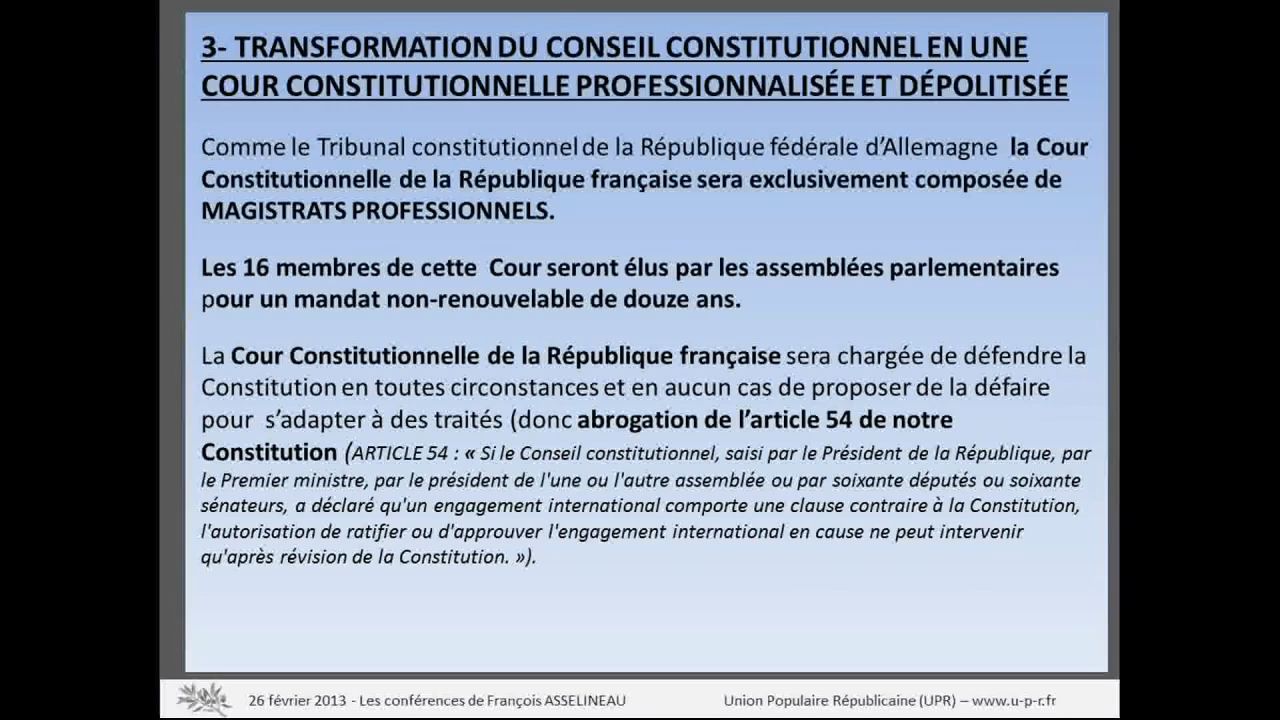 3- TRANSFORMATION DU CONSEIL CONSTITUTIONNEL EN UNE
COUR CONSTITUTIONNELLE PROFESSIONNALISÉE ET DÉPOLITISÉE
Comme le Tribunal constitutionnel de la République fédérale d’Allemagne la Cour
Constitutionnelle de la République française sera exclusivement composée de
MAGISTRATS PROFESSIONNELS.
Les 16 membres de cette Cour seront élus par les assemblées parlementaires
pour un mandat non-renouvelable de douze ans.
La Cour Constitutionnelle de la République française sera chargée de défendre la
Constitution en toutes circonstances et en aucun cas de proposer de la défaire
pour s’adapter à des traités (donc abrogation de l’article 54 de notre
Constitution (ARTICLE 54 : « Si le Conseil constitutionnel, saisi par le Président de la République, par
le Premier ministre, par le président de l'une ou l'autre assemblée ou par soixante députés ou soixante
sénateurs, a déclaré qu'un engagement international comporte une clause contraire à la Constitution,
l'autorisation de ratifier ou d'approuver l'engagement international en cause ne peut intervenir
qu'après révision de la Constitution. »).
26 février 2013 - Les conférences de François ASSELINEAU Union Populaire Républicaine (UPR) – www.u-p-r.fr